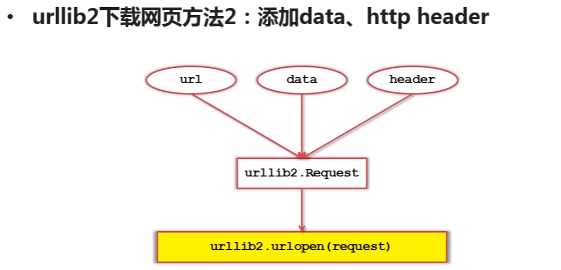 • urllib2下载网页方法2：添加data、http header
url
data
header
urllib2.Request
urllib2.urlopen(request)